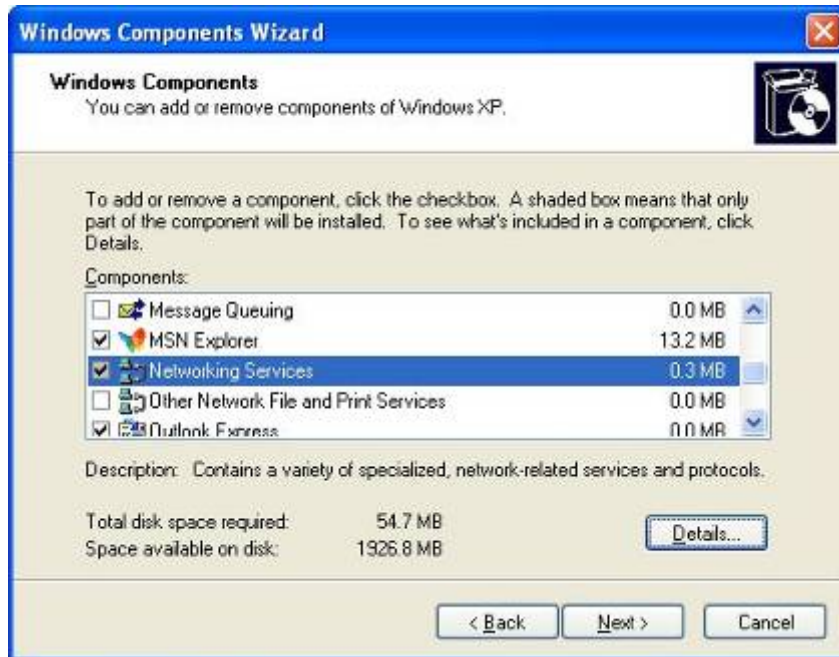 Windows Components Wizard
Windows Components
You can add or remove components of Windows XP.
To add or remove a component, click the checkbox. A shaded box means that only
part of the component will be installed. To see what's included in a component, click
Details.
Components:
Message Queuing 0.0 MB
MSN Explorer 13.2 MB
Networking Services 0.3 MB
Other Network File and Print Services 0.0 MB
Outlook Express 0.0 MB
Description: Contains a variety of specialized, network-related services and protocols.
Total disk space required: 54.7 MB
Space available on disk: 1926.8 MB
Details...
< Back Next > Cancel